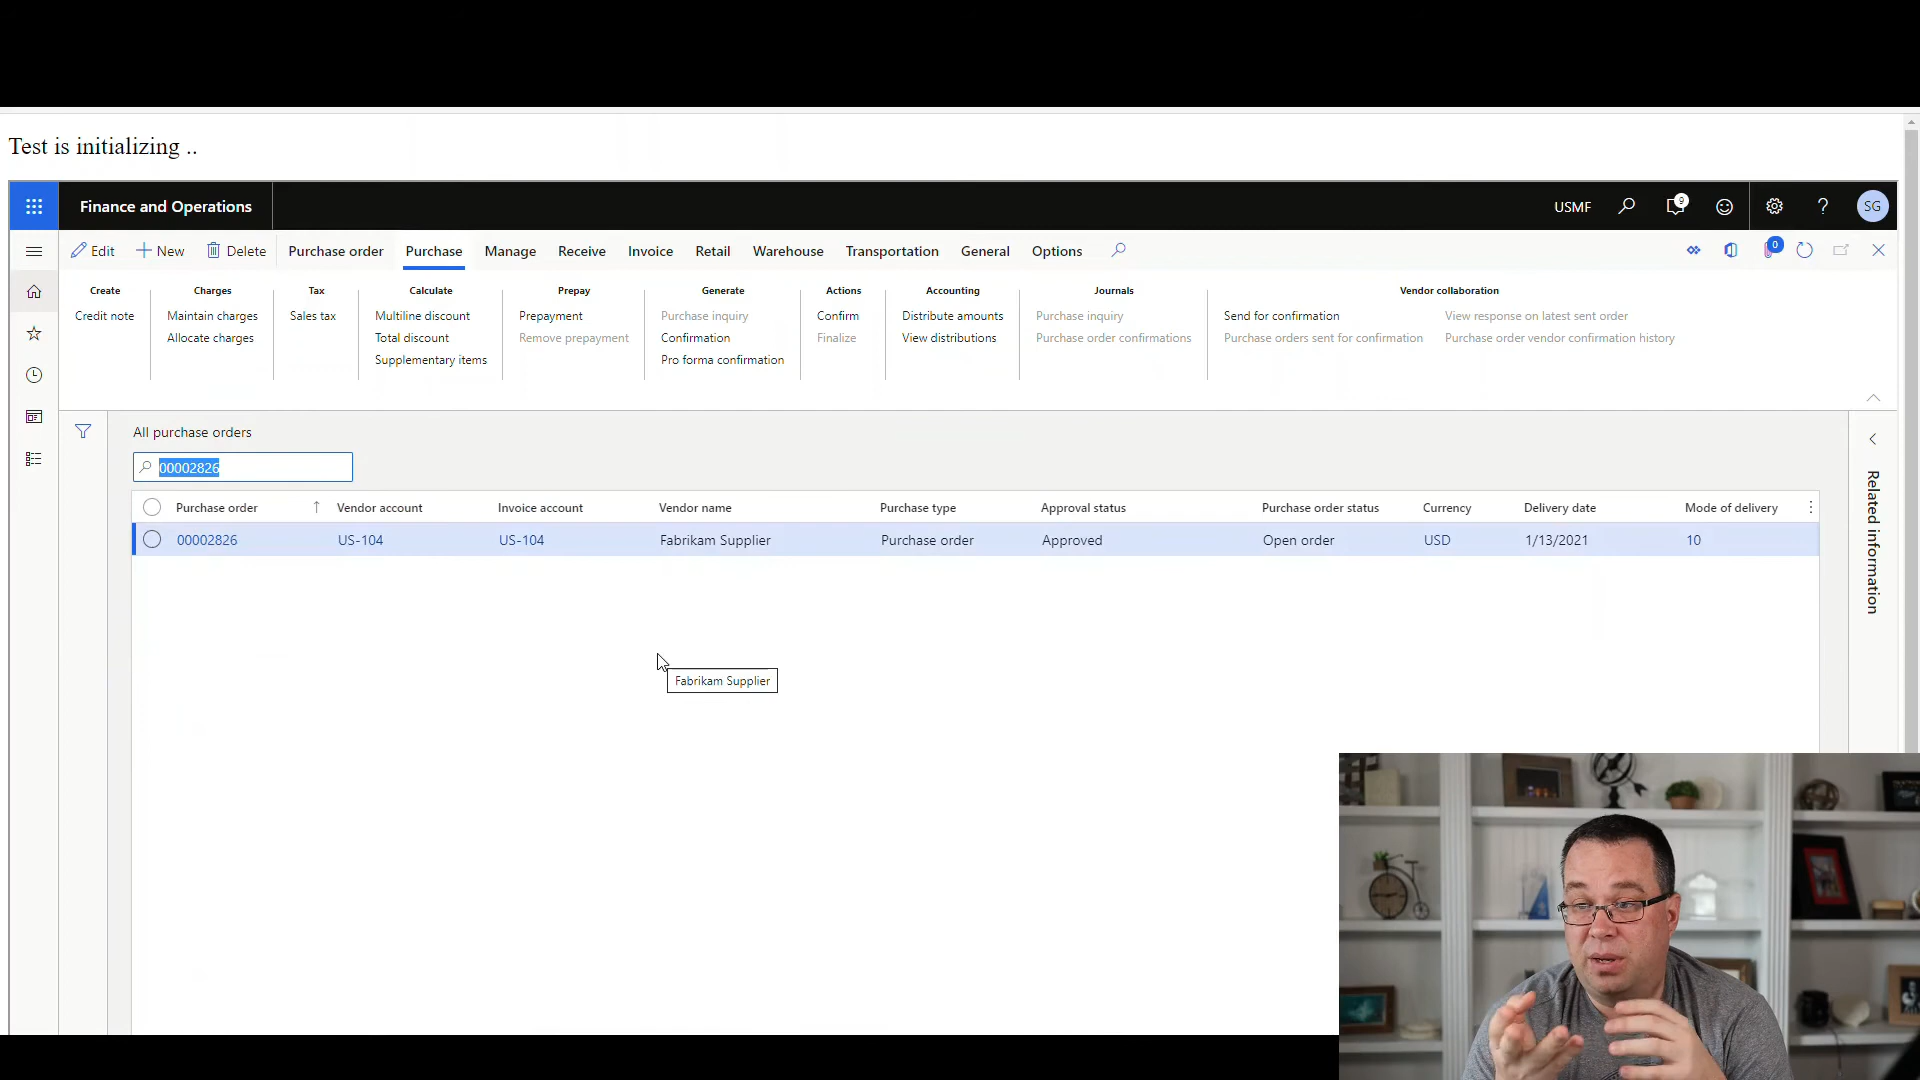 Test is initializing ..
Finance and Operations
USMF
9
?
SG
Edit
New
Delete
Purchase order
Purchase
Manage
Receive
Invoice
Retail
Warehouse
Transportation
General
Options
0
Create
Credit note
Charges
Maintain charges
Allocate charges
Tax
Sales tax
Calculate
Multiline discount
Total discount
Supplementary items
Prepay
Prepayment
Remove prepayment
Generate
Purchase inquiry
Confirmation
Pro forma confirmation
Actions
Confirm
Finalize
Accounting
Distribute amounts
View distributions
Journals
Purchase inquiry
Purchase order confirmations
Vendor collaboration
Send for confirmation
Purchase orders sent for confirmation
View response on latest sent order
Purchase order vendor confirmation history
All purchase orders
00002826
Purchase order Vendor account Invoice account Vendor name Purchase type Approval status Purchase order status Currency Delivery date Mode of delivery
00002826 US-104 US-104 Fabrikam Supplier Purchase order Approved Open order USD 1/13/2021 10
Fabrikam Supplier
Related information